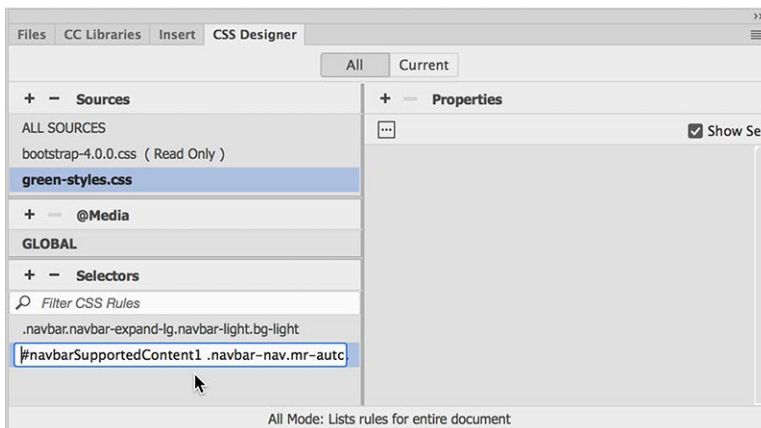 Files CC Libraries Insert CSS Designer
All Current
+ − Sources
ALL SOURCES
bootstrap-4.0.0.css ( Read Only )
green-styles.css
+ − @Media
GLOBAL
+ − Selectors
Filter CSS Rules
.navbar.navbar-expand-lg.navbar-light.bg-light
#navbarSupportedContent1 .navbar-nav.mr-autc
+ − Properties
Show Se
All Mode: Lists rules for entire document